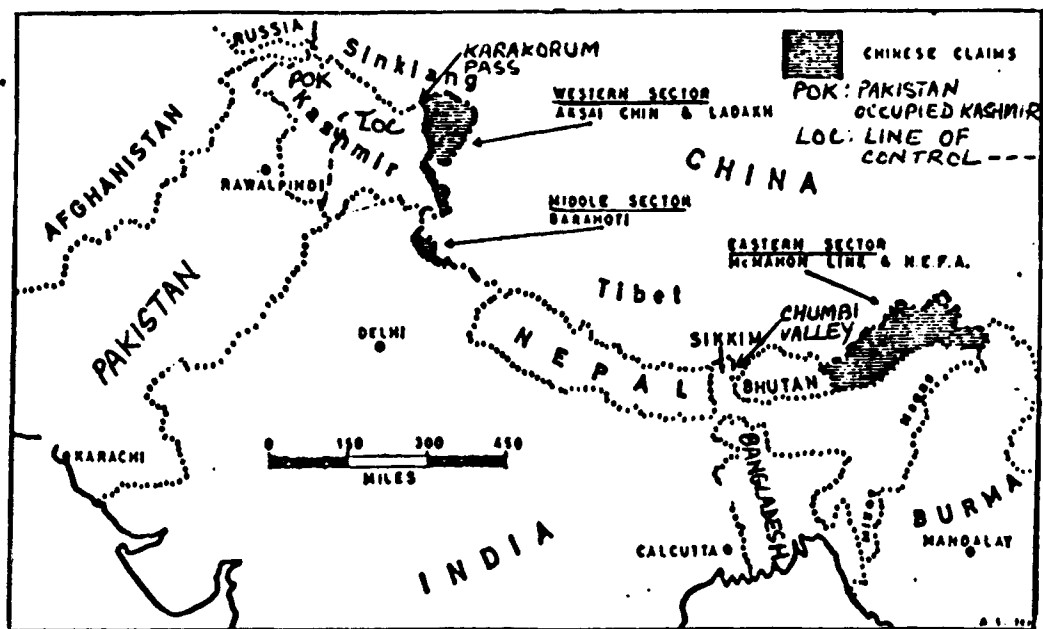 RUSSIA
Sinkiang
KARAKORUM
PASS
CHINESE CLAIMS
POK
POK: PAKISTAN
OCCUPIED KASHMIR
WESTERN SECTOR
AKSAI CHIN & LADAKH
LOC
LOC: LINE OF
CONTROL ----
Kashmir
AFGHANISTAN
RAWALPINDI
CHINA
MIDDLE SECTOR
BARAHOTI
EASTERN SECTOR
McMAHON LINE & N.E.F.A.
PAKISTAN
Tibet
CHUMBI
VALLEY
SIKKIM
DELHI
NEPAL
BHUTAN
0 150 300 450
MILES
KARACHI
BANGLADESH
BURMA
INDIA
CALCUTTA
MANDALAY